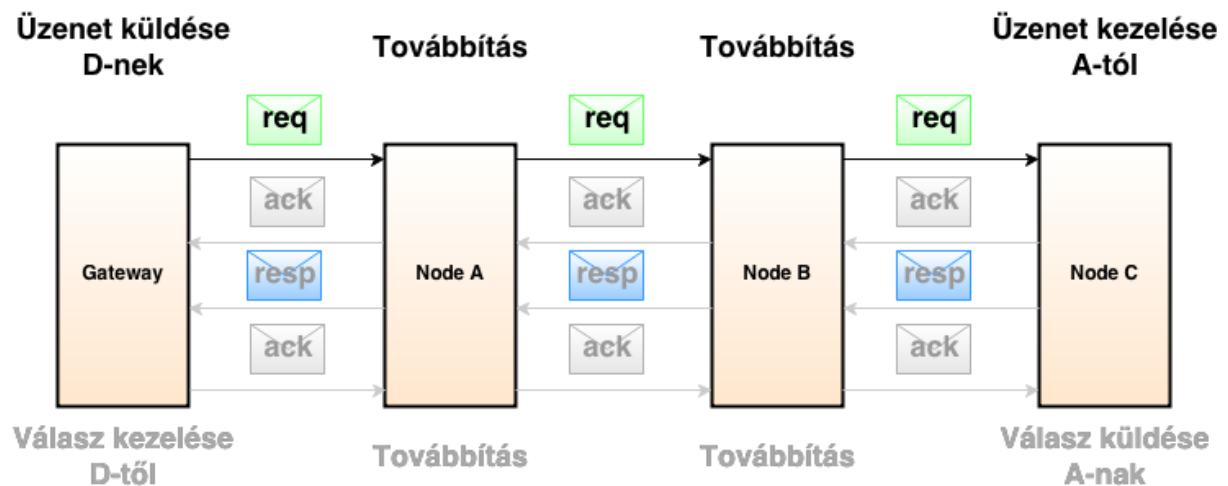 Üzenet küldése
D-nek
Továbbítás
Továbbítás
Üzenet kezelése
A-tól
req
req
req
ack
ack
ack
Gateway
resp
Node A
resp
Node B
resp
Node C
ack
ack
ack
Válasz kezelése
D-től
Továbbítás
Továbbítás
Válasz küldése
A-nak